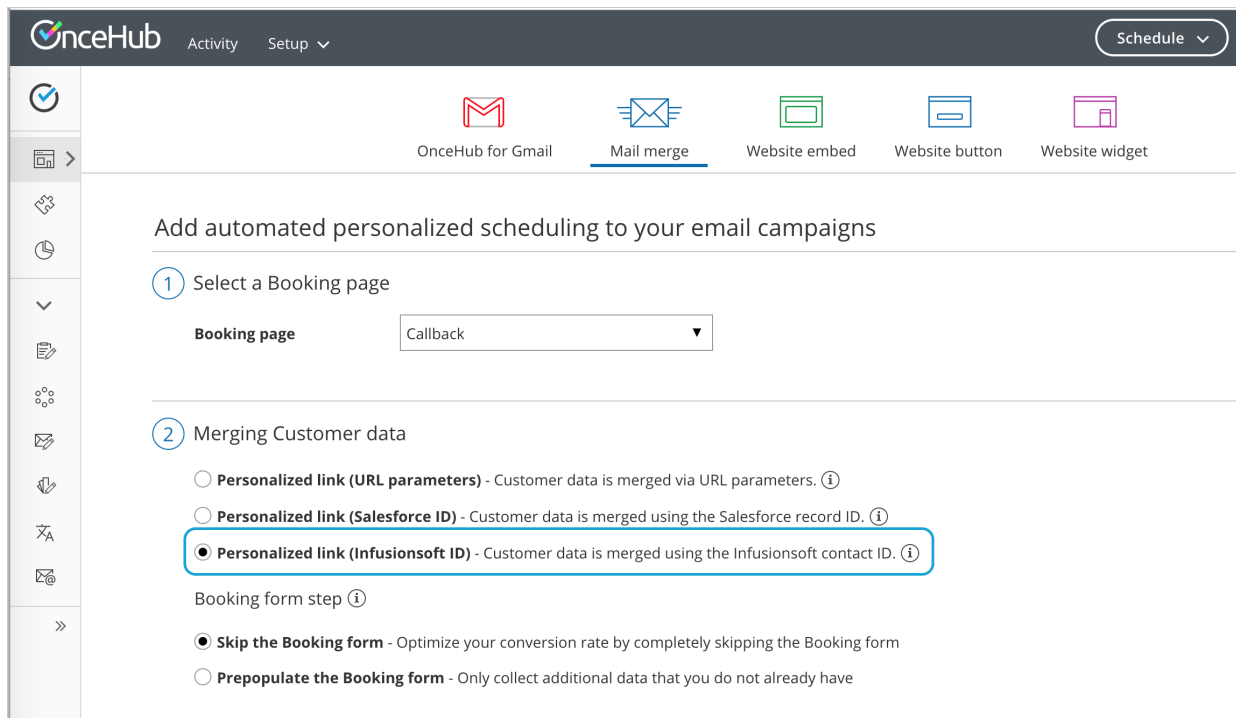 OnceHub Activity Setup Schedule
OnceHub for Gmail Mail merge Website embed Website button Website widget
Add automated personalized scheduling to your email campaigns
1 Select a Booking page
Booking page Callback
2 Merging Customer data
Personalized link (URL parameters) - Customer data is merged via URL parameters. i
Personalized link (Salesforce ID) - Customer data is merged using the Salesforce record ID. i
Personalized link (Infusionsoft ID) - Customer data is merged using the Infusionsoft contact ID. i
Booking form step i
Skip the Booking form - Optimize your conversion rate by completely skipping the Booking form
Prepopulate the Booking form - Only collect additional data that you do not already have